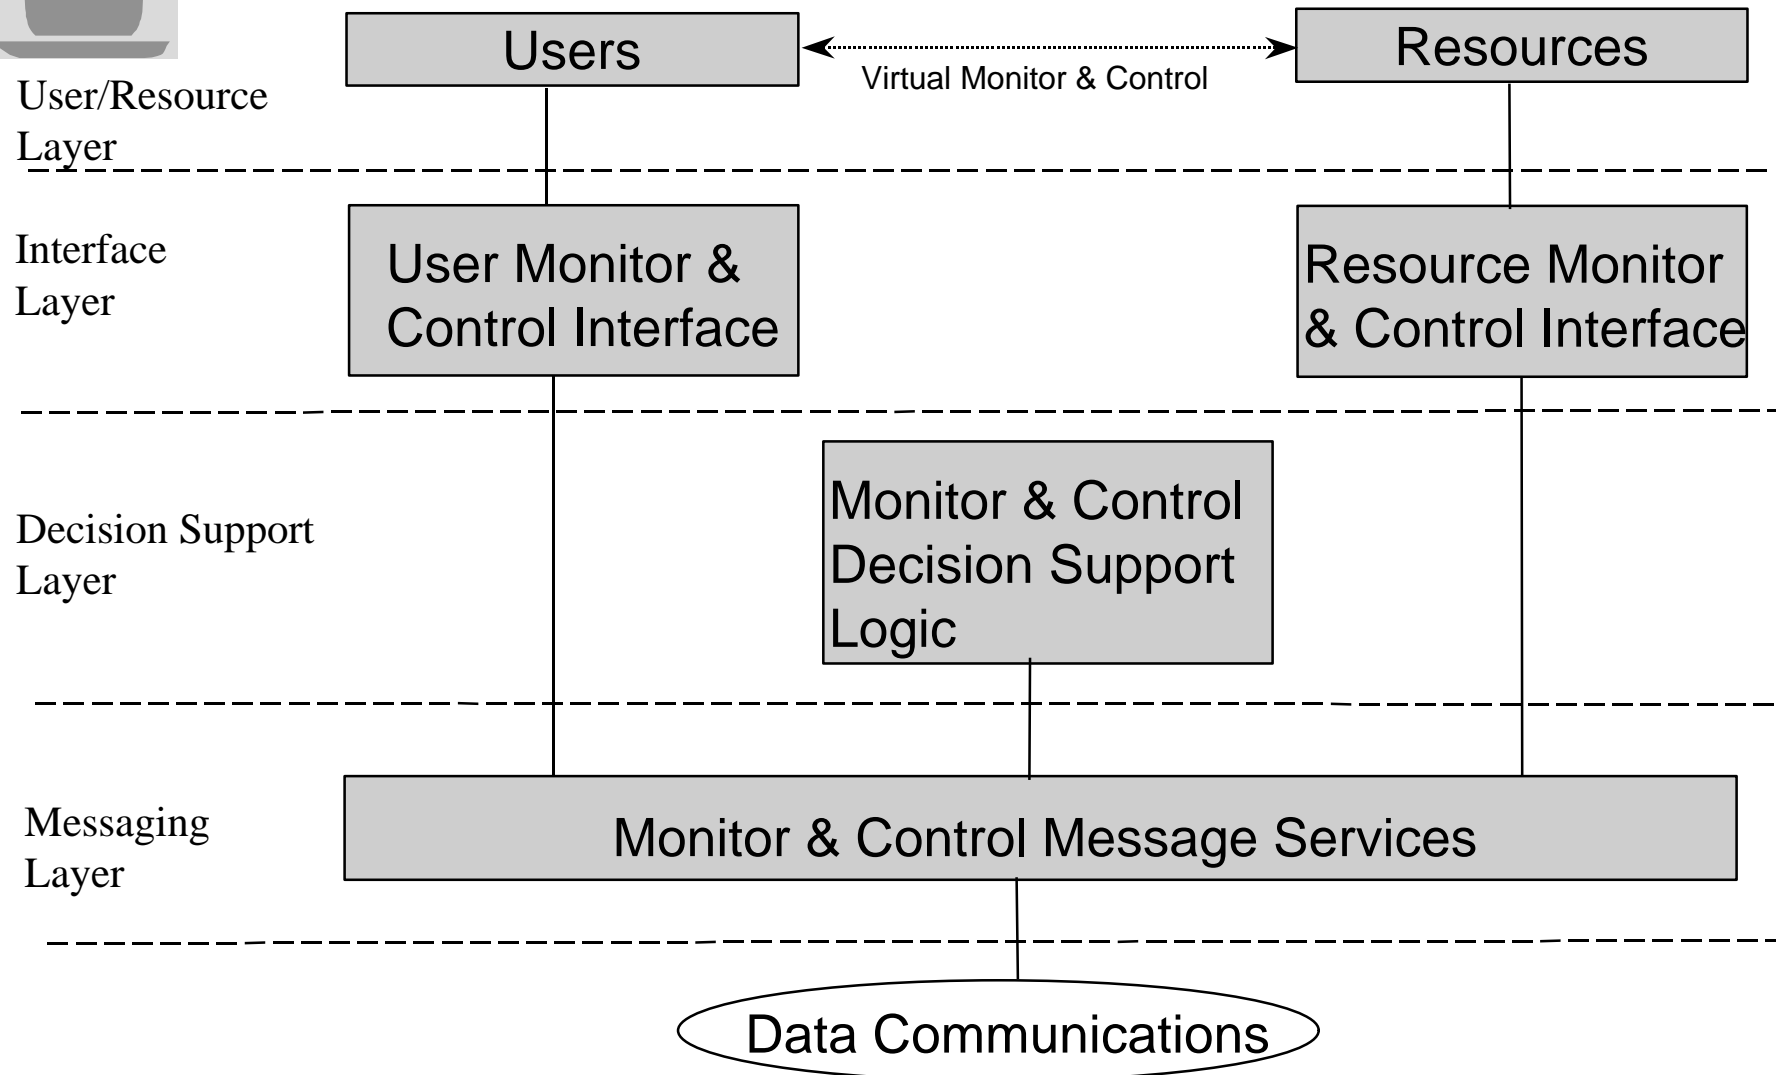 Users
Resources
Virtual Monitor & Control
User/Resource
Layer
Interface
Layer
User Monitor &
Control Interface
Resource Monitor
& Control Interface
Decision Support
Layer
Monitor & Control
Decision Support
Logic
Messaging
Layer
Monitor & Control Message Services
Data Communications